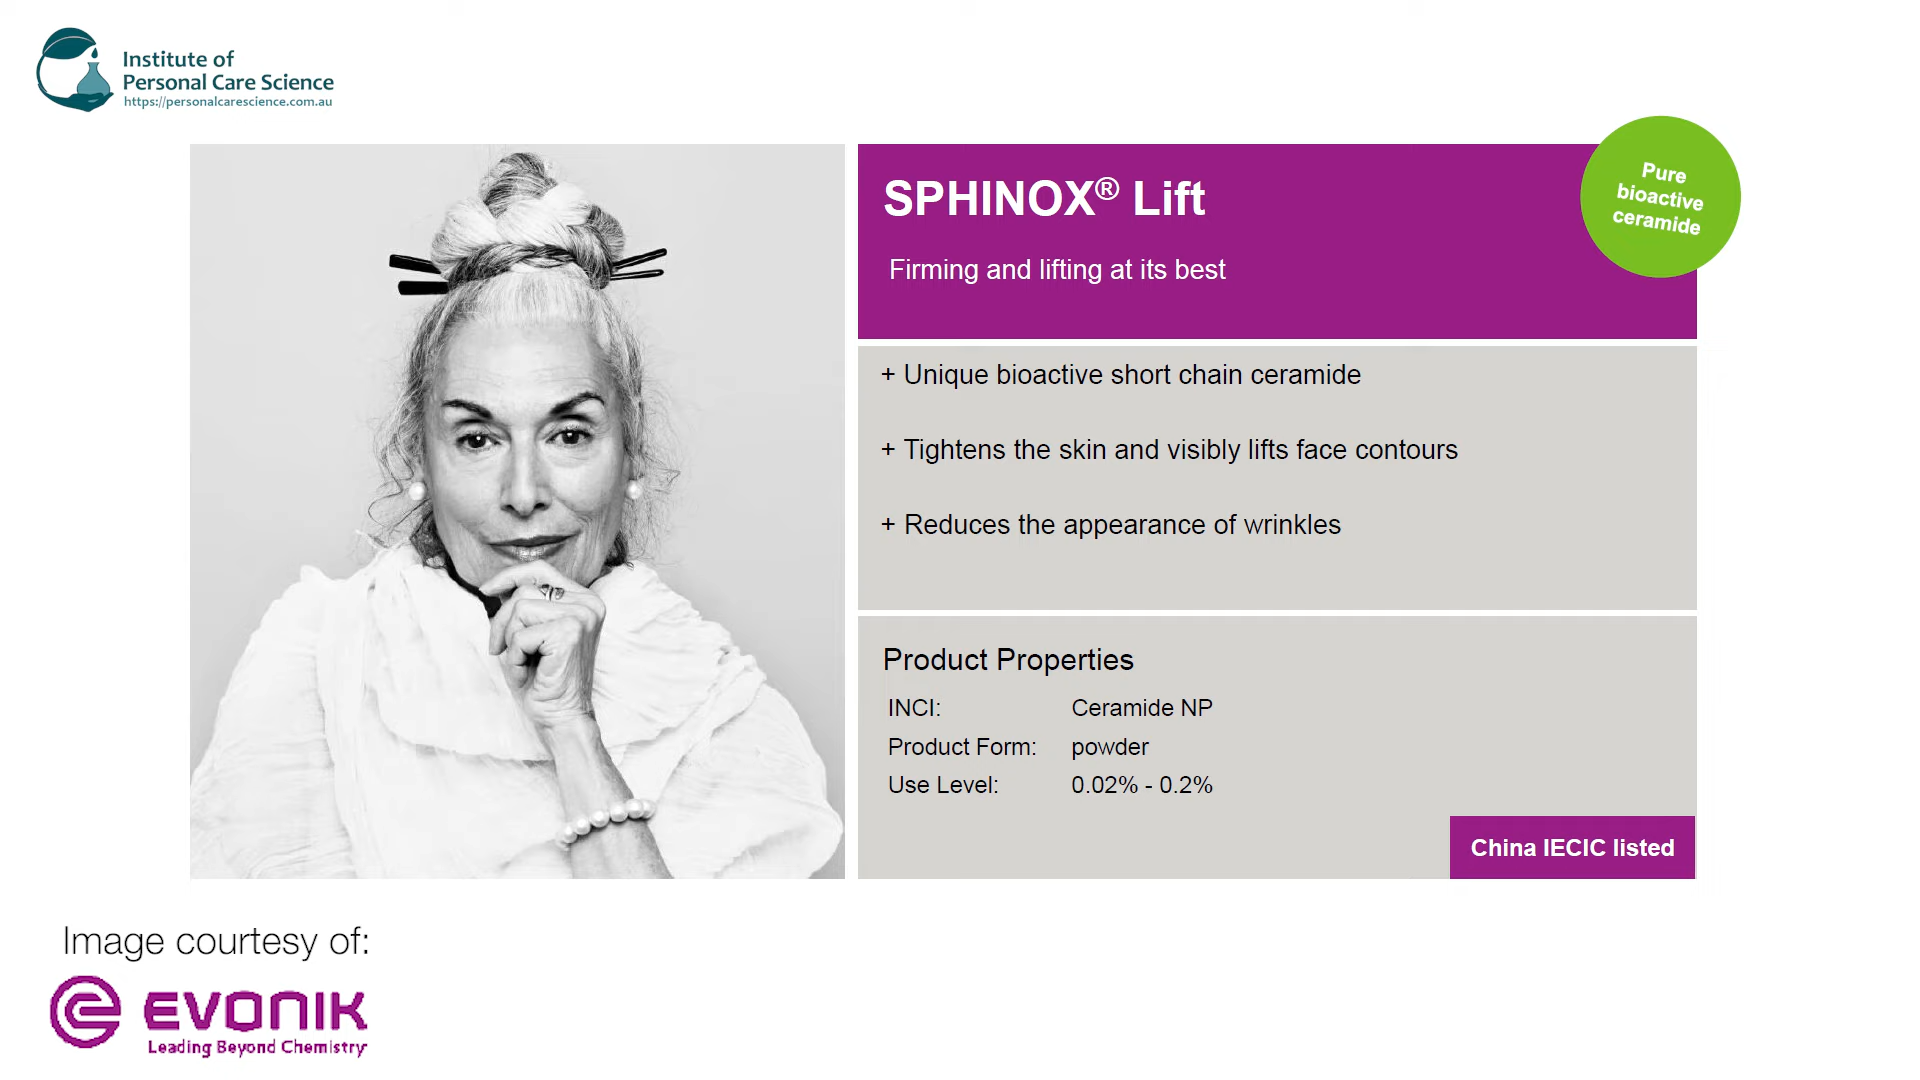 Institute of
Personal Care Science
https://personalcarescience.com.au
SPHINOX® Lift
Firming and lifting at its best
Pure
bioactive
ceramide
+ Unique bioactive short chain ceramide
+ Tightens the skin and visibly lifts face contours
+ Reduces the appearance of wrinkles
Product Properties
INCI: Ceramide NP
Product Form: powder
Use Level: 0.02% - 0.2%
China IECIC listed
Image courtesy of:
EVONIK
Leading Beyond Chemistry